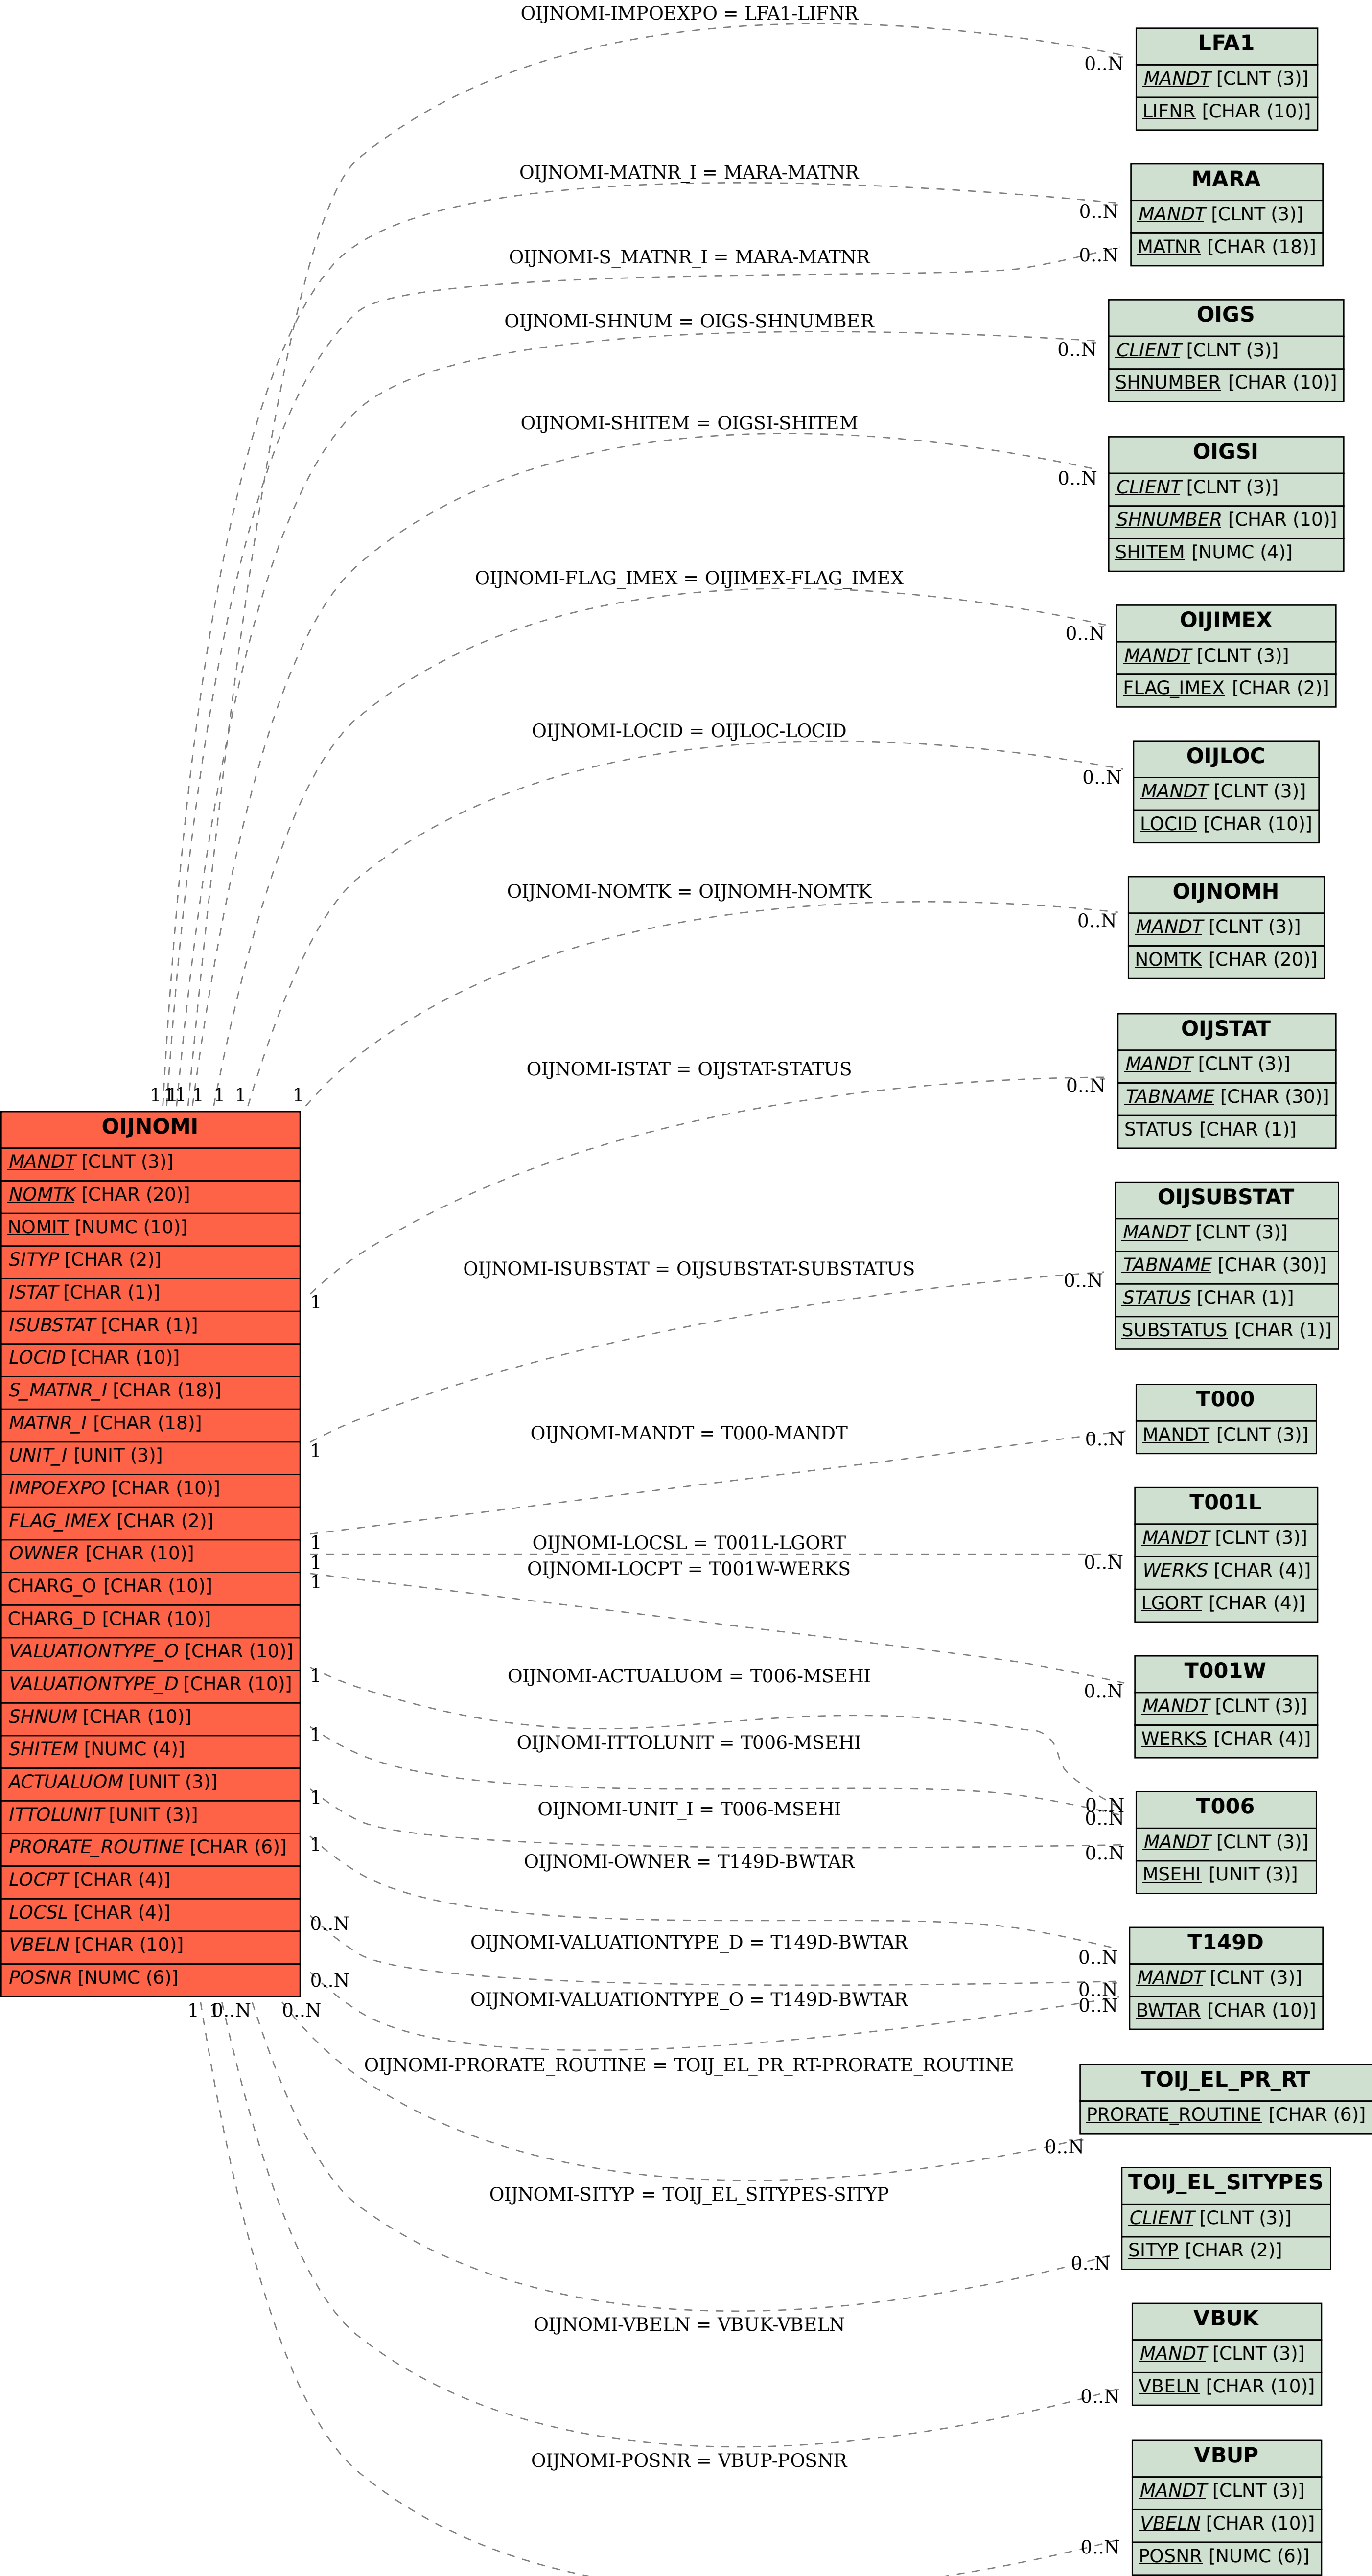 OIJNOMI-IMPOEXPO = LFA1-LIFNR
0..N
LFA1
MANDT [CLNT (3)]
LIFNR [CHAR (10)]
OIJNOMI-MATNR_I = MARA-MATNR
0..N
OIJNOMI-S_MATNR_I = MARA-MATNR
0..N
MARA
MANDT [CLNT (3)]
MATNR [CHAR (18)]
OIJNOMI-SHNUM = OIGS-SHNUMBER
0..N
OIGS
CLIENT [CLNT (3)]
SHNUMBER [CHAR (10)]
OIJNOMI-SHITEM = OIGSI-SHITEM
0..N
OIGSI
CLIENT [CLNT (3)]
SHNUMBER [CHAR (10)]
SHITEM [NUMC (4)]
OIJNOMI-FLAG_IMEX = OIJIMEX-FLAG_IMEX
0..N
OIJIMEX
MANDT [CLNT (3)]
FLAG_IMEX [CHAR (2)]
OIJNOMI-LOCID = OIJLOC-LOCID
0..N
OIJLOC
MANDT [CLNT (3)]
LOCID [CHAR (10)]
OIJNOMI-NOMTK = OIJNOMH-NOMTK
0..N
OIJNOMH
MANDT [CLNT (3)]
NOMTK [CHAR (20)]
OIJNOMI-ISTAT = OIJSTAT-STATUS
0..N
OIJSTAT
MANDT [CLNT (3)]
TABNAME [CHAR (30)]
STATUS [CHAR (1)]
1 1 1 1 1 1 1 1
OIJNOMI
MANDT [CLNT (3)]
NOMTK [CHAR (20)]
NOMIT [NUMC (10)]
SITYP [CHAR (2)]
ISTAT [CHAR (1)]
ISUBSTAT [CHAR (1)]
LOCID [CHAR (10)]
S_MATNR_I [CHAR (18)]
MATNR_I [CHAR (18)]
UNIT_I [UNIT (3)]
IMPOEXPO [CHAR (10)]
FLAG_IMEX [CHAR (2)]
OWNER [CHAR (10)]
CHARG_O [CHAR (10)]
CHARG_D [CHAR (10)]
VALUATIONTYPE_O [CHAR (10)]
VALUATIONTYPE_D [CHAR (10)]
SHNUM [CHAR (10)]
SHITEM [NUMC (4)]
ACTUALUOM [UNIT (3)]
ITTOLUNIT [UNIT (3)]
PRORATE_ROUTINE [CHAR (6)]
LOCPT [CHAR (4)]
LOCSL [CHAR (4)]
VBELN [CHAR (10)]
POSNR [NUMC (6)]
1
1
1
1
1
1
1
1
1
0..N
0..N
1 1 0..N 0..N
OIJNOMI-ISUBSTAT = OIJSUBSTAT-SUBSTATUS
0..N
OIJSUBSTAT
MANDT [CLNT (3)]
TABNAME [CHAR (30)]
STATUS [CHAR (1)]
SUBSTATUS [CHAR (1)]
OIJNOMI-MANDT = T000-MANDT
0..N
T000
MANDT [CLNT (3)]
OIJNOMI-LOCSL = T001L-LGORT
0..N
T001L
MANDT [CLNT (3)]
WERKS [CHAR (4)]
LGORT [CHAR (4)]
OIJNOMI-LOCPT = T001W-WERKS
0..N
T001W
MANDT [CLNT (3)]
WERKS [CHAR (4)]
OIJNOMI-ACTUALUOM = T006-MSEHI
0..N
OIJNOMI-ITTOLUNIT = T006-MSEHI
0..N
OIJNOMI-UNIT_I = T006-MSEHI
0..N
T006
MANDT [CLNT (3)]
MSEHI [UNIT (3)]
OIJNOMI-OWNER = T149D-BWTAR
0..N
OIJNOMI-VALUATIONTYPE_D = T149D-BWTAR
0..N
OIJNOMI-VALUATIONTYPE_O = T149D-BWTAR
0..N
T149D
MANDT [CLNT (3)]
BWTAR [CHAR (10)]
OIJNOMI-PRORATE_ROUTINE = TOIJ_EL_PR_RT-PRORATE_ROUTINE
0..N
TOIJ_EL_PR_RT
PRORATE_ROUTINE [CHAR (6)]
OIJNOMI-SITYP = TOIJ_EL_SITYPES-SITYP
0..N
TOIJ_EL_SITYPES
CLIENT [CLNT (3)]
SITYP [CHAR (2)]
OIJNOMI-VBELN = VBUK-VBELN
0..N
VBUK
MANDT [CLNT (3)]
VBELN [CHAR (10)]
OIJNOMI-POSNR = VBUP-POSNR
0..N
VBUP
MANDT [CLNT (3)]
VBELN [CHAR (10)]
POSNR [NUMC (6)]